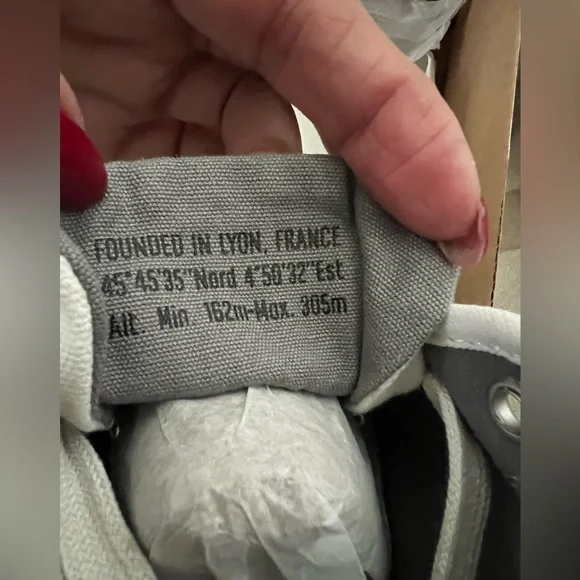 FOUNDED IN LYON, FRANCE
45°45'35"Nord 4°50'32"Est
Alt. Min 162m-Max. 305m